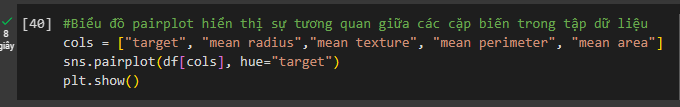 [40] #Biểu đồ pairplot hiển thị sự tương quan giữa các cặp biến trong tập dữ liệu
8
giây
cols = ["target", "mean radius","mean texture", "mean perimeter", "mean area"]
sns.pairplot(df[cols], hue="target")
plt.show()